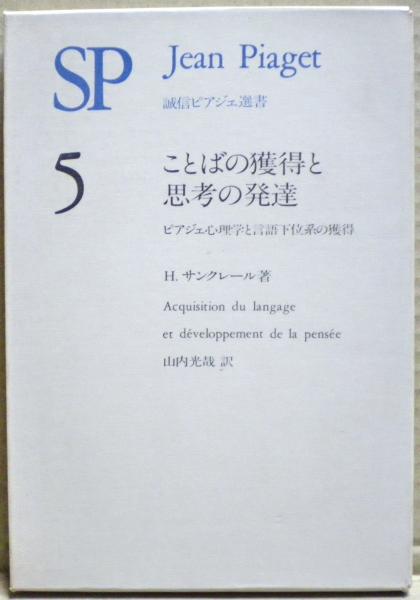 SP
Jean Piaget
誠信ピアジェ選書
5
ことばの獲得と
思考の発達
ピアジェ心理学と言語下位系の獲得
H. サンクレール 著
Acquisition du langage
et développement de la pensée
山内光哉 訳